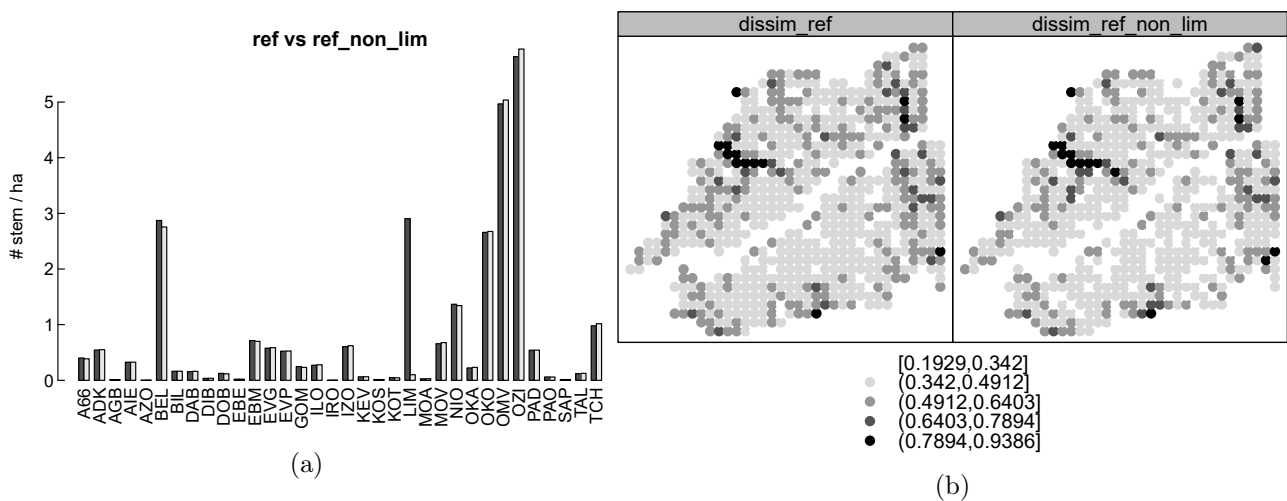 ref vs ref_non_lim
# stem / ha
5
4
3
2
1
0
A66
ADK
AGB
AIE
AZO
BEL
BIL
DAB
DIB
DOB
EBE
EBM
EVG
EVP
GOM
ILO
IRO
IZO
KEV
KOS
KOT
LIM
MOA
MOV
NIO
OKA
OKO
OMV
OZI
PAD
PAO
SAP
TAL
TCH
(a)
dissim_ref
dissim_ref_non_lim
[0.1929,0.342]
(0.342,0.4912]
(0.4912,0.6403]
(0.6403,0.7894]
(0.7894,0.9386]
(b)